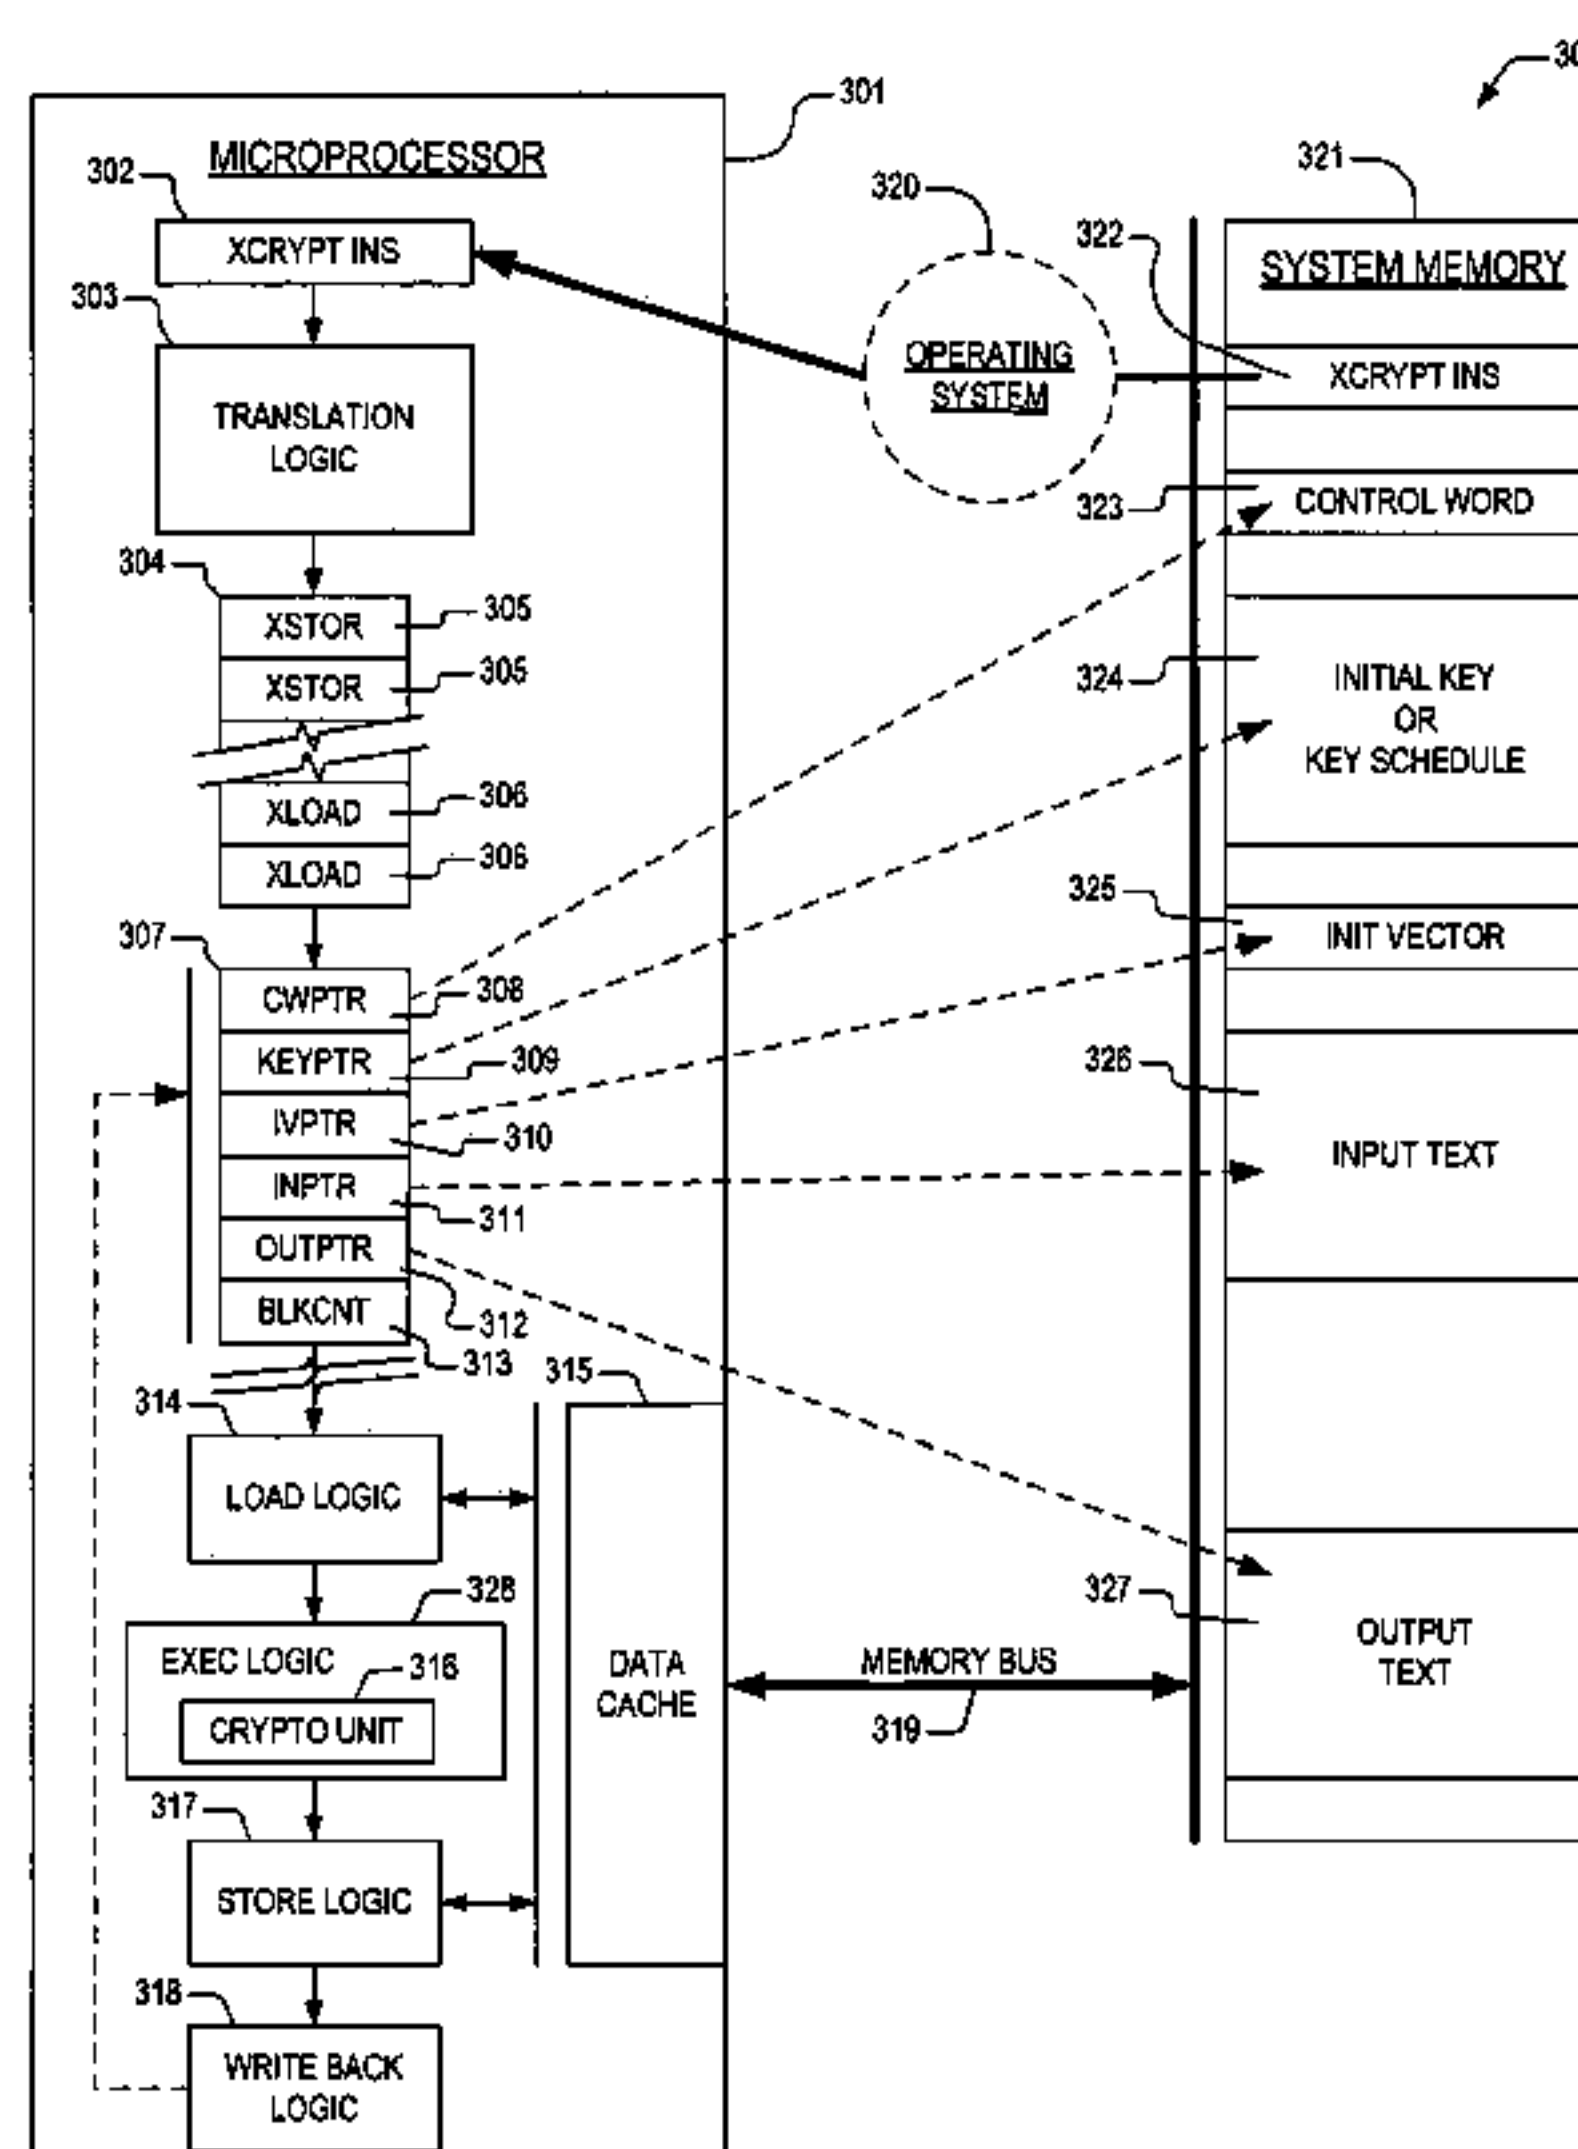 30
301
MICROPROCESSOR
302
XCRYPT INS
303
TRANSLATION
LOGIC
304
XSTOR
305
XSTOR
305
XLOAD
306
XLOAD
306
307
CWPTR
308
KEYPTR
309
IVPTR
310
INPTR
311
OUTPTR
312
BLKCNT
313
314
LOAD LOGIC
315
DATA
CACHE
328
EXEC LOGIC
316
CRYPTO UNIT
317
STORE LOGIC
318
WRITE BACK
LOGIC
320
OPERATING
SYSTEM
MEMORY BUS
319
321
SYSTEM MEMORY
322
XCRYPT INS
323
CONTROL WORD
324
INITIAL KEY
OR
KEY SCHEDULE
325
INIT VECTOR
326
INPUT TEXT
327
OUTPUT
TEXT